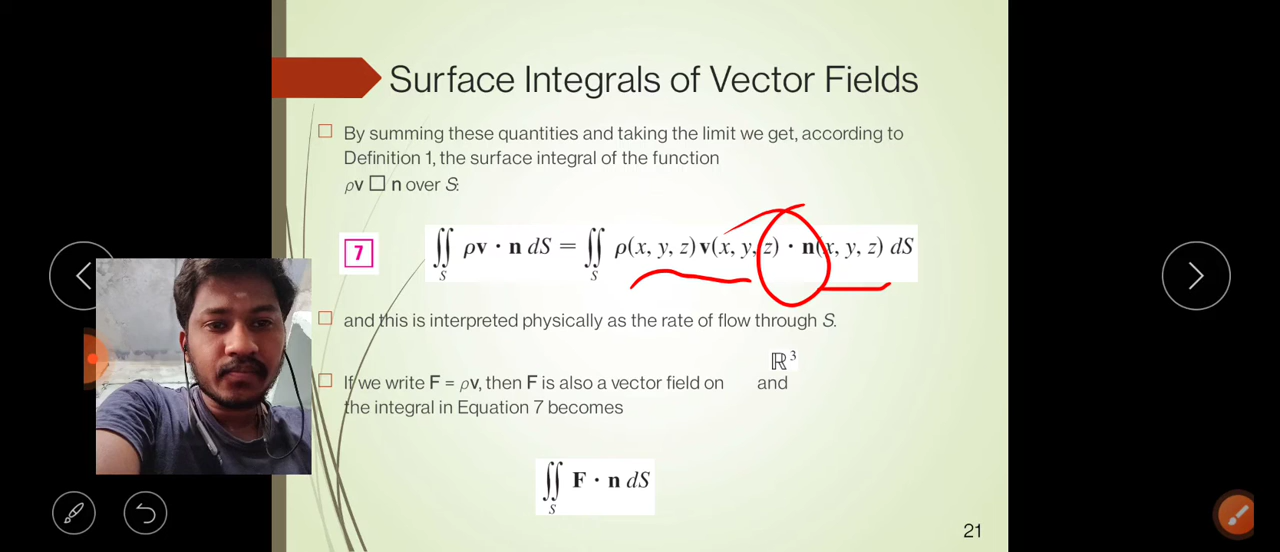 Surface Integrals of Vector Fields
□ By summing these quantities and taking the limit we get, according to
Definition 1, the surface integral of the function
ρv □ n over S:
7 ∬_S ρv · n dS = ∬_S ρ(x, y, z) v(x, y, z) · n(x, y, z) dS
□ and this is interpreted physically as the rate of flow through S.
ℝ³
□ If we write F = ρv, then F is also a vector field on and
the integral in Equation 7 becomes
∬_S F · n dS
21